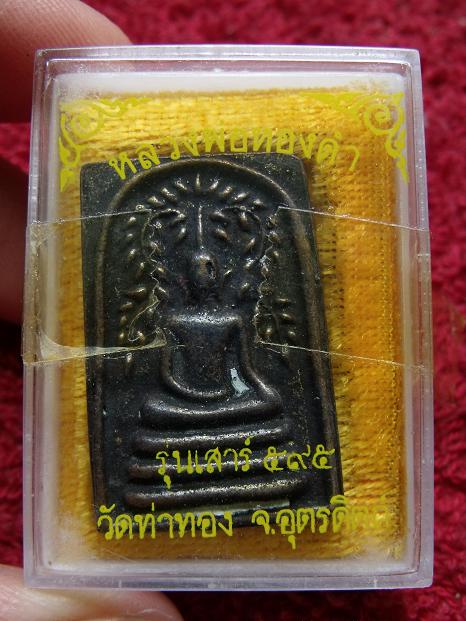 หลวงพ่อทองดำ
รุ่นเสาร์ ๕๙๕
วัดท่าทอง จ.อุตรดิตถ์